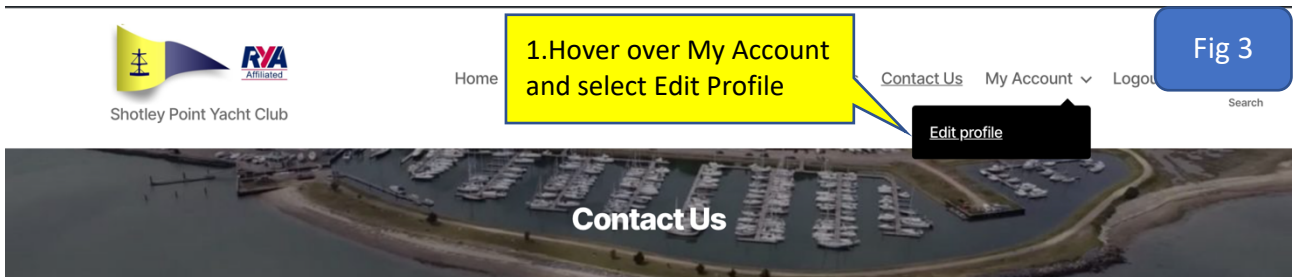 RYA
Affiliated
Shotley Point Yacht Club
Home
1.Hover over My Account
and select Edit Profile
Contact Us
My Account
Logou
Fig 3
Search
Edit profile
Contact Us